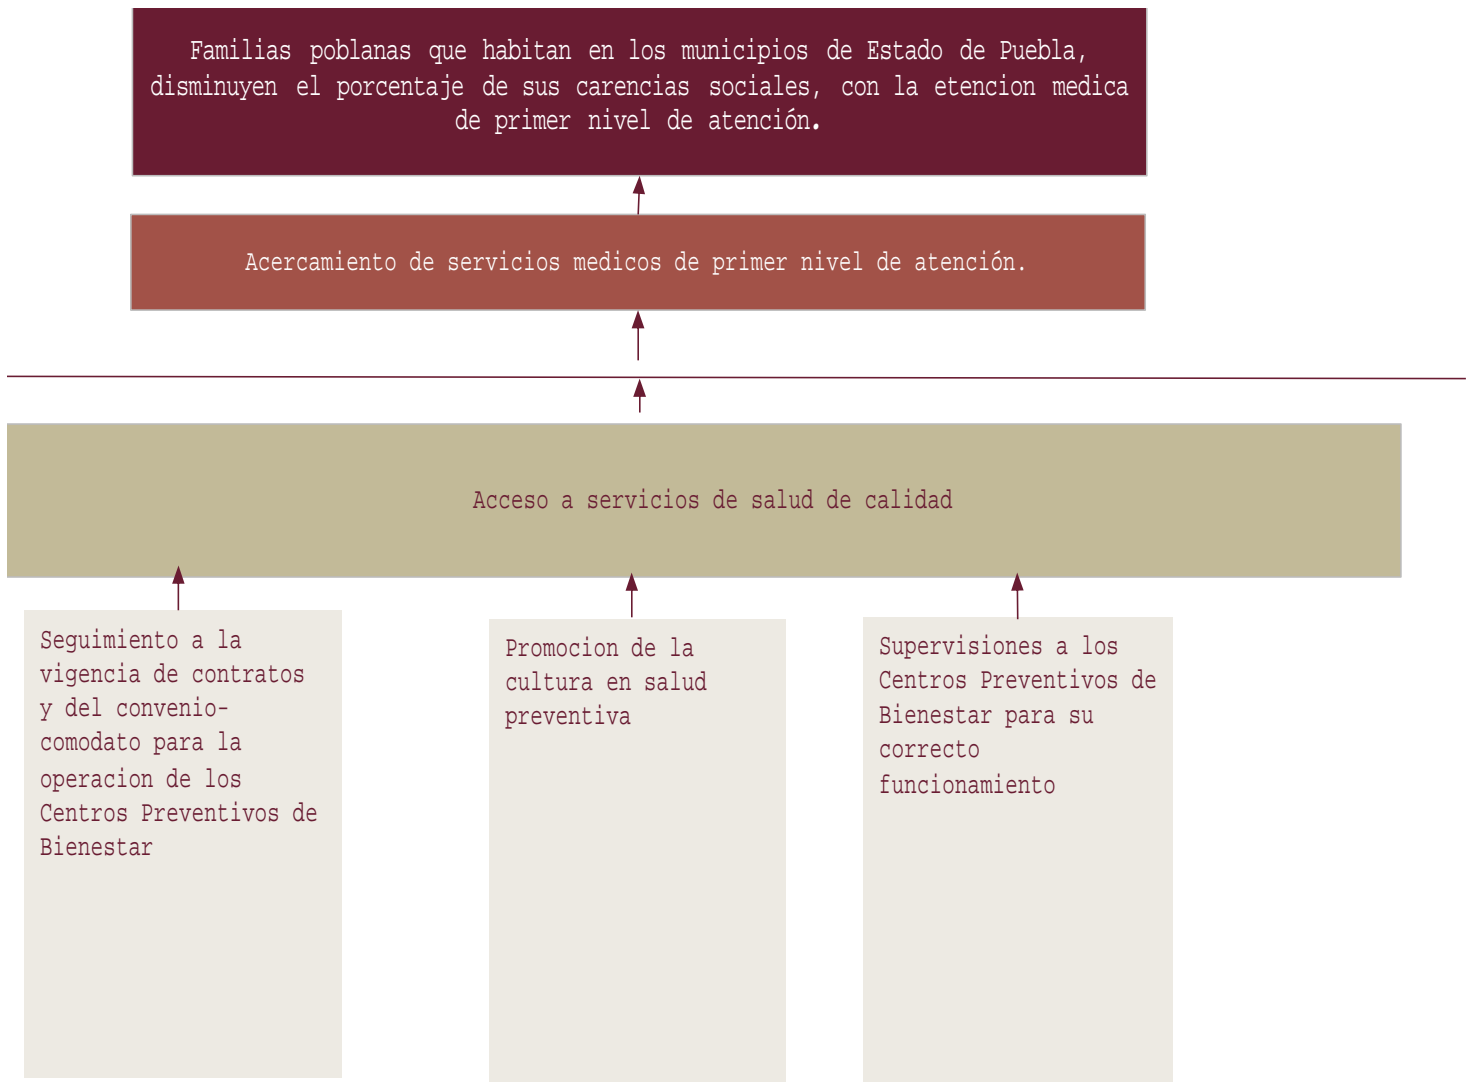 Familias poblanas que habitan en los municipios de Estado de Puebla,
disminuyen el porcentaje de sus carencias sociales, con la etencion medica
de primer nivel de atención.
Acercamiento de servicios medicos de primer nivel de atención.
Acceso a servicios de salud de calidad
Seguimiento a la
vigencia de contratos
y del convenio-
comodato para la
operacion de los
Centros Preventivos de
Bienestar
Promocion de la
cultura en salud
preventiva
Supervisiones a los
Centros Preventivos de
Bienestar para su
correcto
funcionamiento